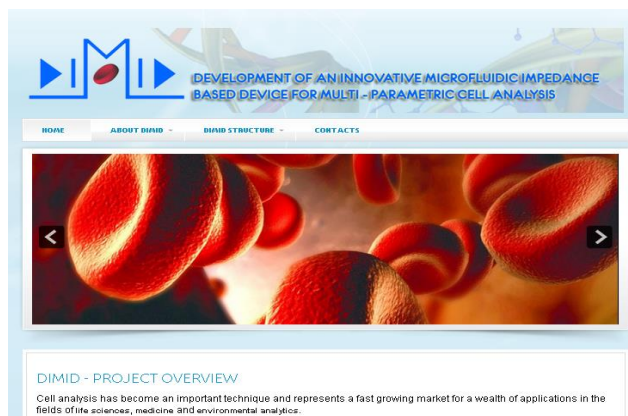 DIMID
DEVELOPMENT OF AN INNOVATIVE MICROFLUIDIC IMPEDANCE
BASED DEVICE FOR MULTI - PARAMETRIC CELL ANALYSIS
HOME ABOUT DIMID DIMID STRUCTURE CONTACTS
DIMID - PROJECT OVERVIEW
Cell analysis has become an important technique and represents a fast growing market for a wealth of applications in the
fields of life sciences, medicine and environmental analytics.